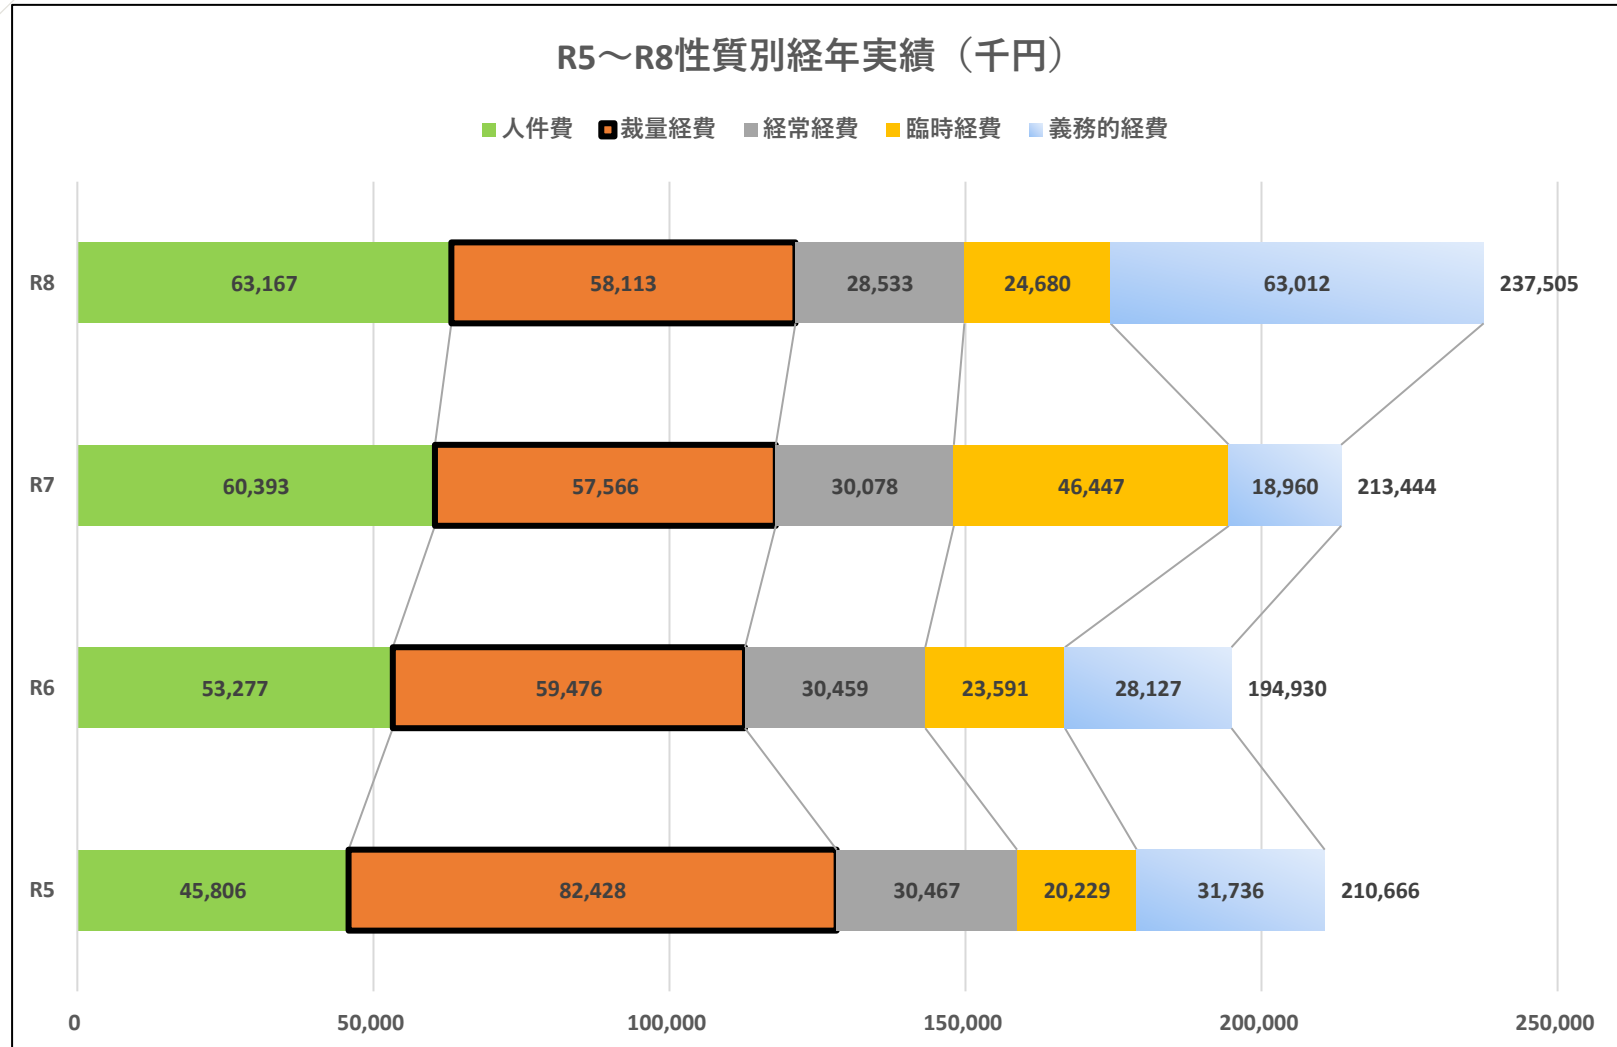 R5～R8性質別経年実績（千円）
人件費 裁量経費 経常経費 臨時経費 義務的経費
R8 63,167 58,113 28,533 24,680 63,012 237,505
R7 60,393 57,566 30,078 46,447 18,960 213,444
R6 53,277 59,476 30,459 23,591 28,127 194,930
R5 45,806 82,428 30,467 20,229 31,736 210,666
0 50,000 100,000 150,000 200,000 250,000